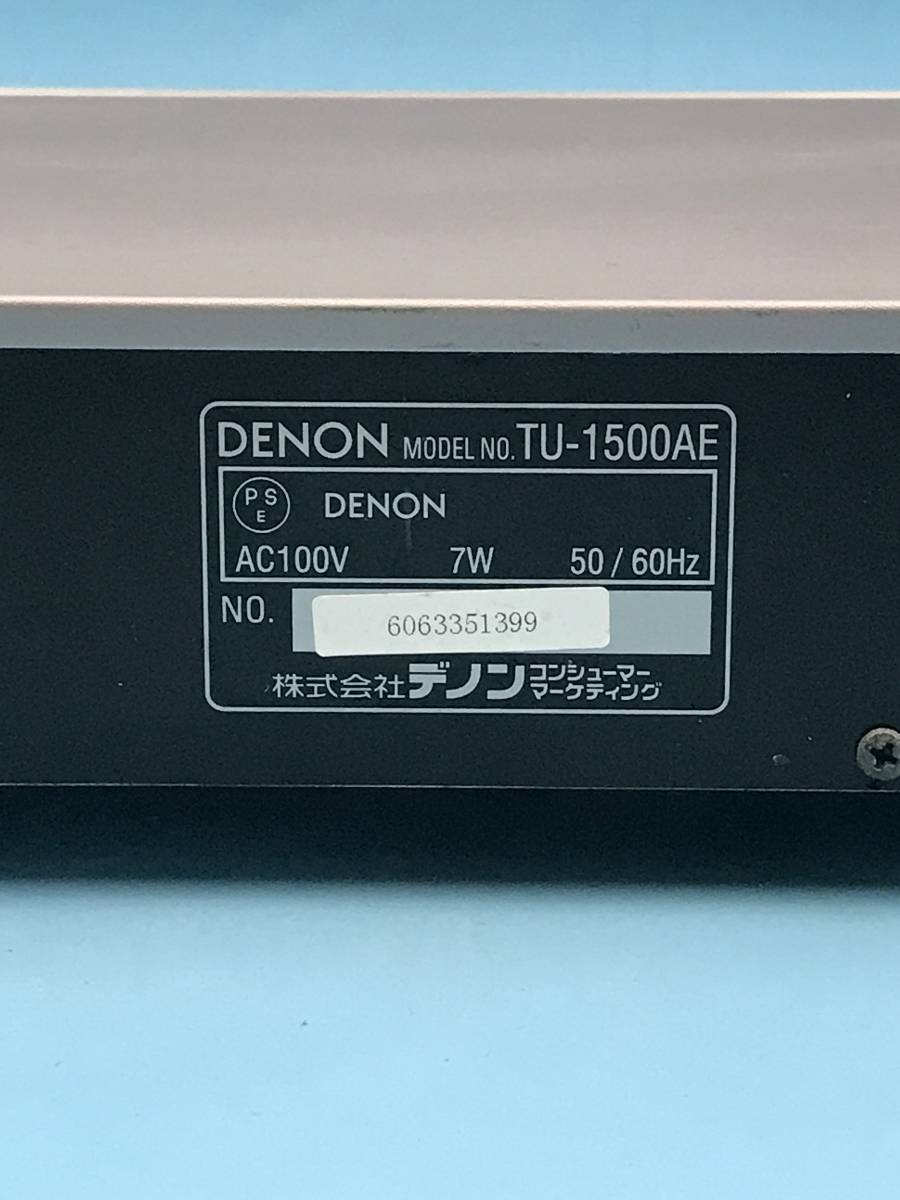 DENON MODEL NO. TU-1500AE
PS
E
DENON
AC100V 7W 50 / 60Hz
NO. 6063351399
株式会社デノンコンシューマー
マーケティング